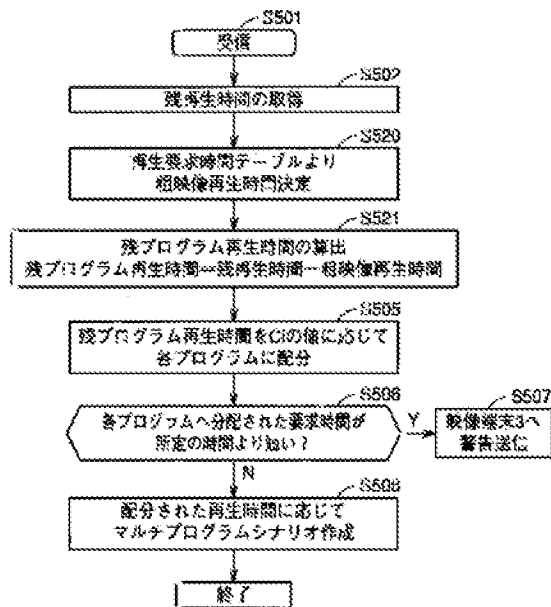 S501
受信
S502
残再生時間の取得
S520
再生要求時間テーブルより
粗映像再生時間決定
S521
残プログラム再生時間の算出
残プログラム再生時間=残再生時間-粗映像再生時間
S505
残プログラム再生時間をCiの値に応じて
各プログラムに配分
S506
各プログラムへ分配された要求時間が
所定の時間より短い?
Y
S507
映像端末3へ
警告送信
N
配分された再生時間に応じて
マルチプログラムシナリオ作成
終了